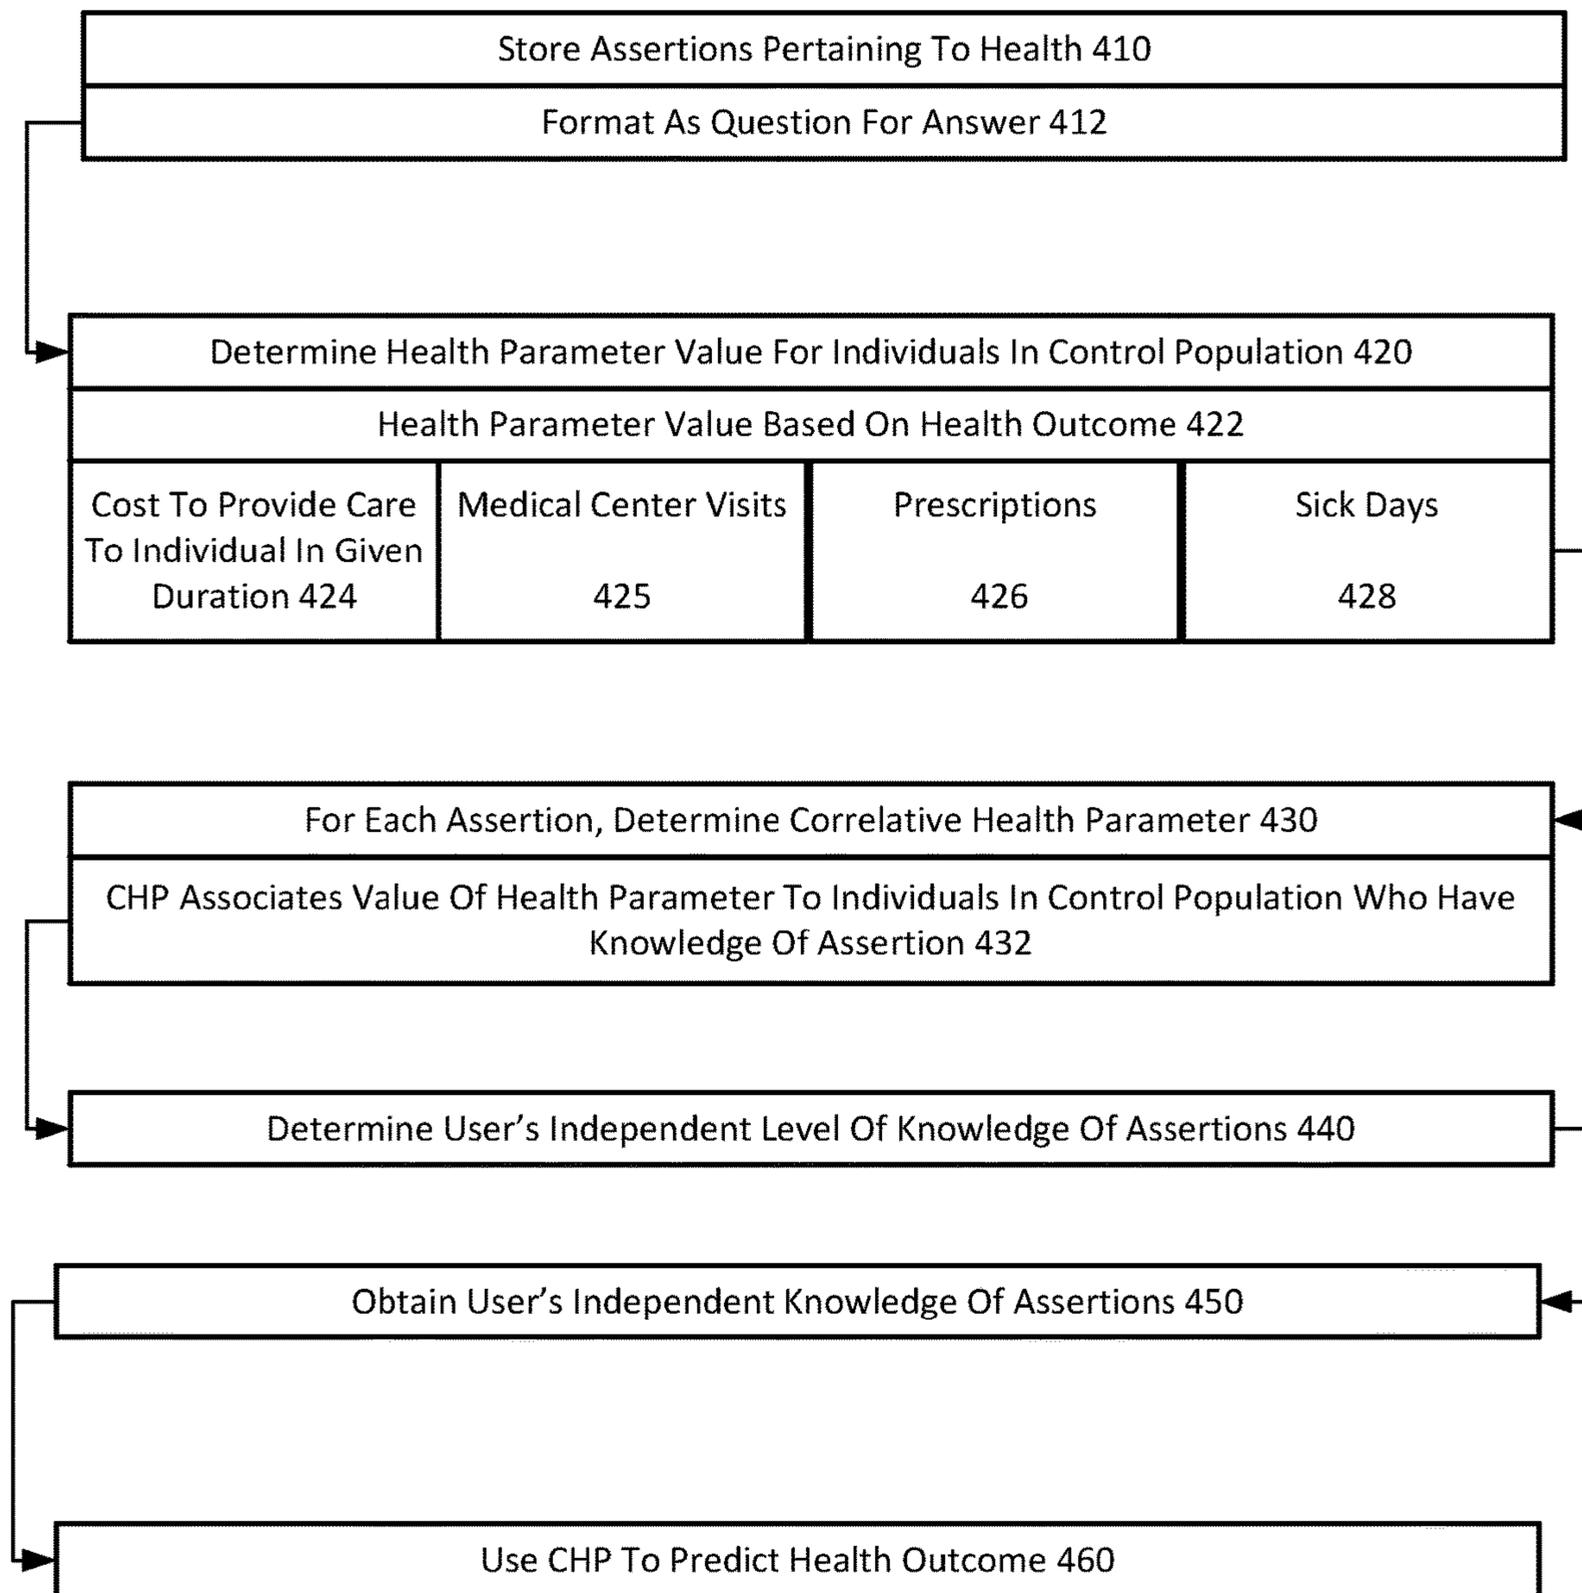 Store Assertions Pertaining To Health 410
Format As Question For Answer 412
Determine Health Parameter Value For Individuals In Control Population 420
Health Parameter Value Based On Health Outcome 422
Cost To Provide Care
To Individual In Given
Duration 424
Medical Center Visits
425
Prescriptions
426
Sick Days
428
For Each Assertion, Determine Correlative Health Parameter 430
CHP Associates Value Of Health Parameter To Individuals In Control Population Who Have
Knowledge Of Assertion 432
Determine User’s Independent Level Of Knowledge Of Assertions 440
Obtain User’s Independent Knowledge Of Assertions 450
Use CHP To Predict Health Outcome 460